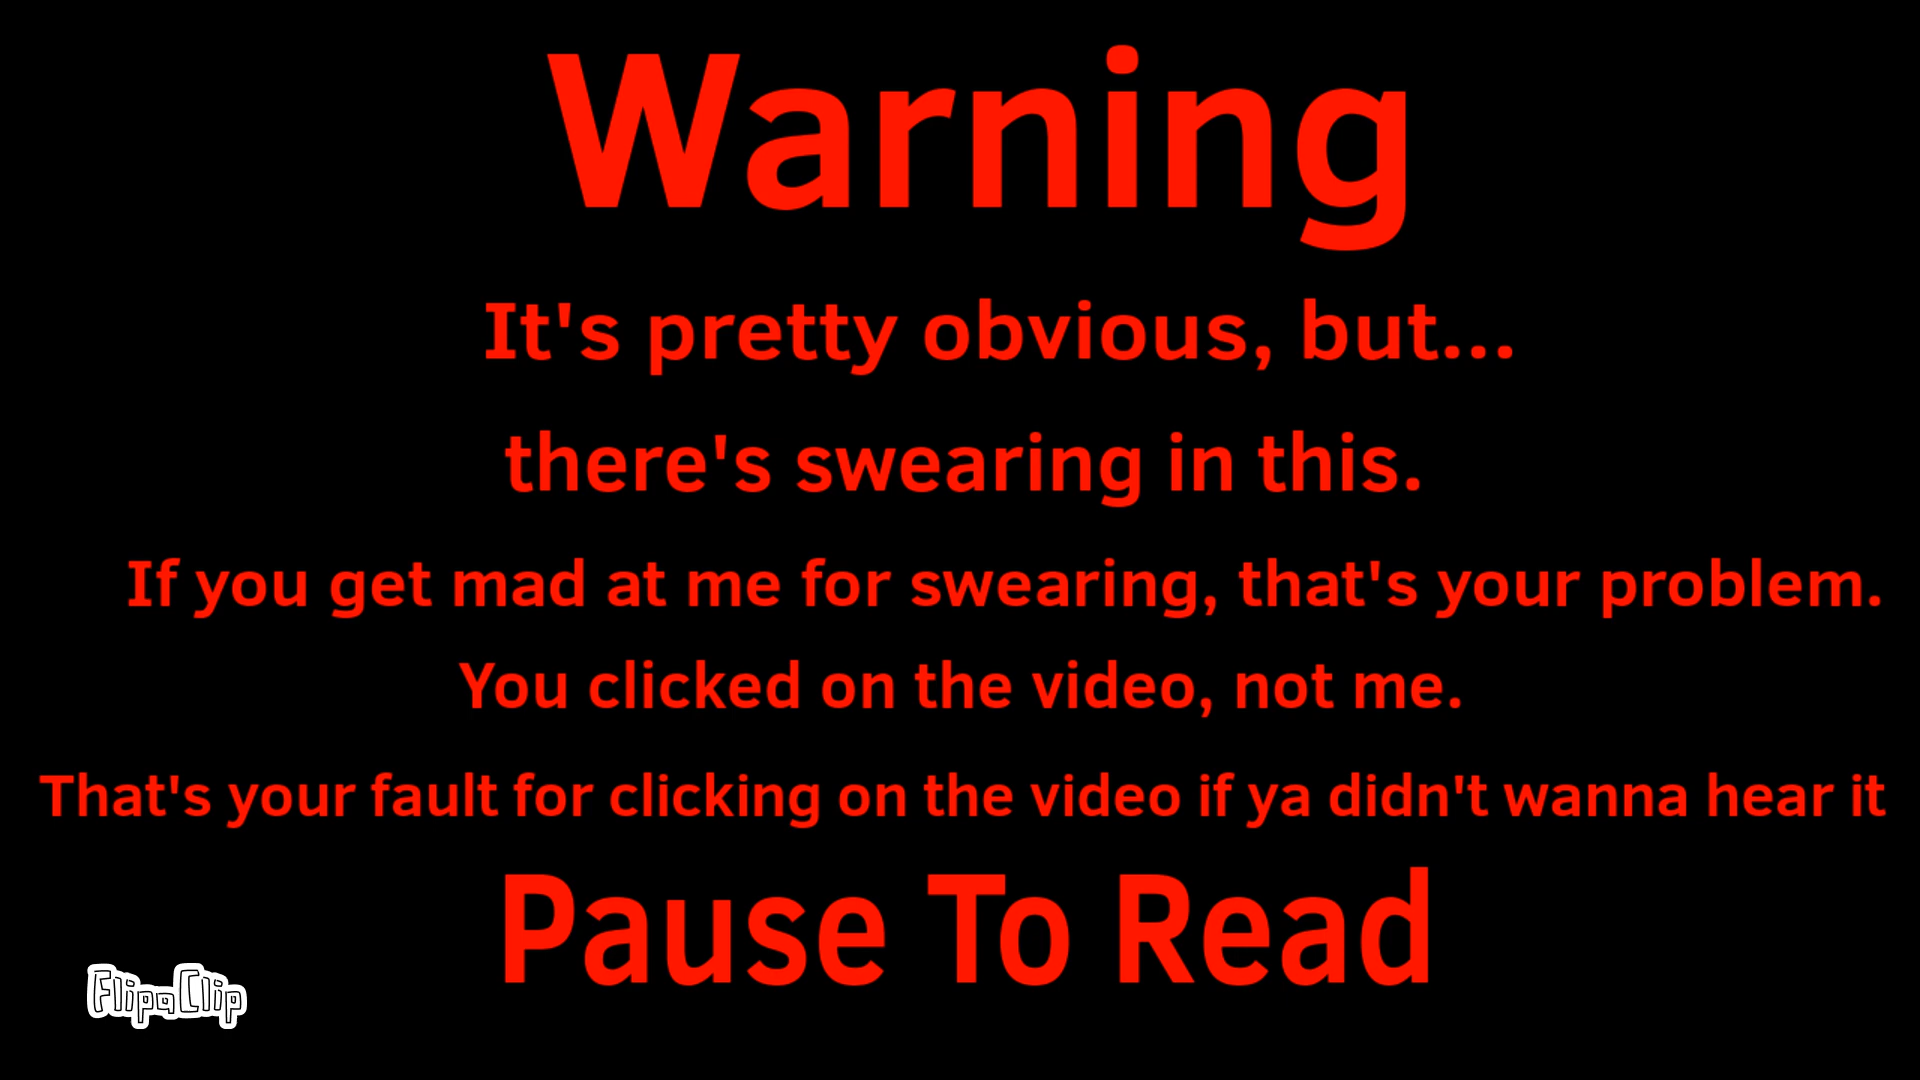 Warning
It's pretty obvious, but...
there's swearing in this.
If you get mad at me for swearing, that's your problem.
You clicked on the video, not me.
That's your fault for clicking on the video if ya didn't wanna hear it
Pause To Read
FlipaClip